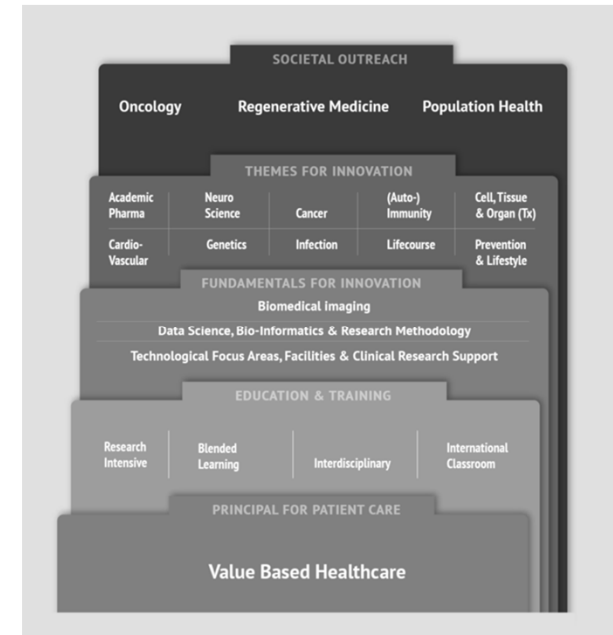 SOCIETAL OUTREACH
Oncology Regenerative Medicine Population Health
THEMES FOR INNOVATION
Academic Pharma
Neuro Science
Cancer
(Auto-) Immunity
Cell, Tissue & Organ (Tx)
Cardio-Vascular
Genetics
Infection
Lifecourse
Prevention & Lifestyle
FUNDAMENTALS FOR INNOVATION
Biomedical imaging
Data Science, Bio-Informatics & Research Methodology
Technological Focus Areas, Facilities & Clinical Research Support
EDUCATION & TRAINING
Research Intensive
Blended Learning
Interdisciplinary
International Classroom
PRINCIPAL FOR PATIENT CARE
Value Based Healthcare